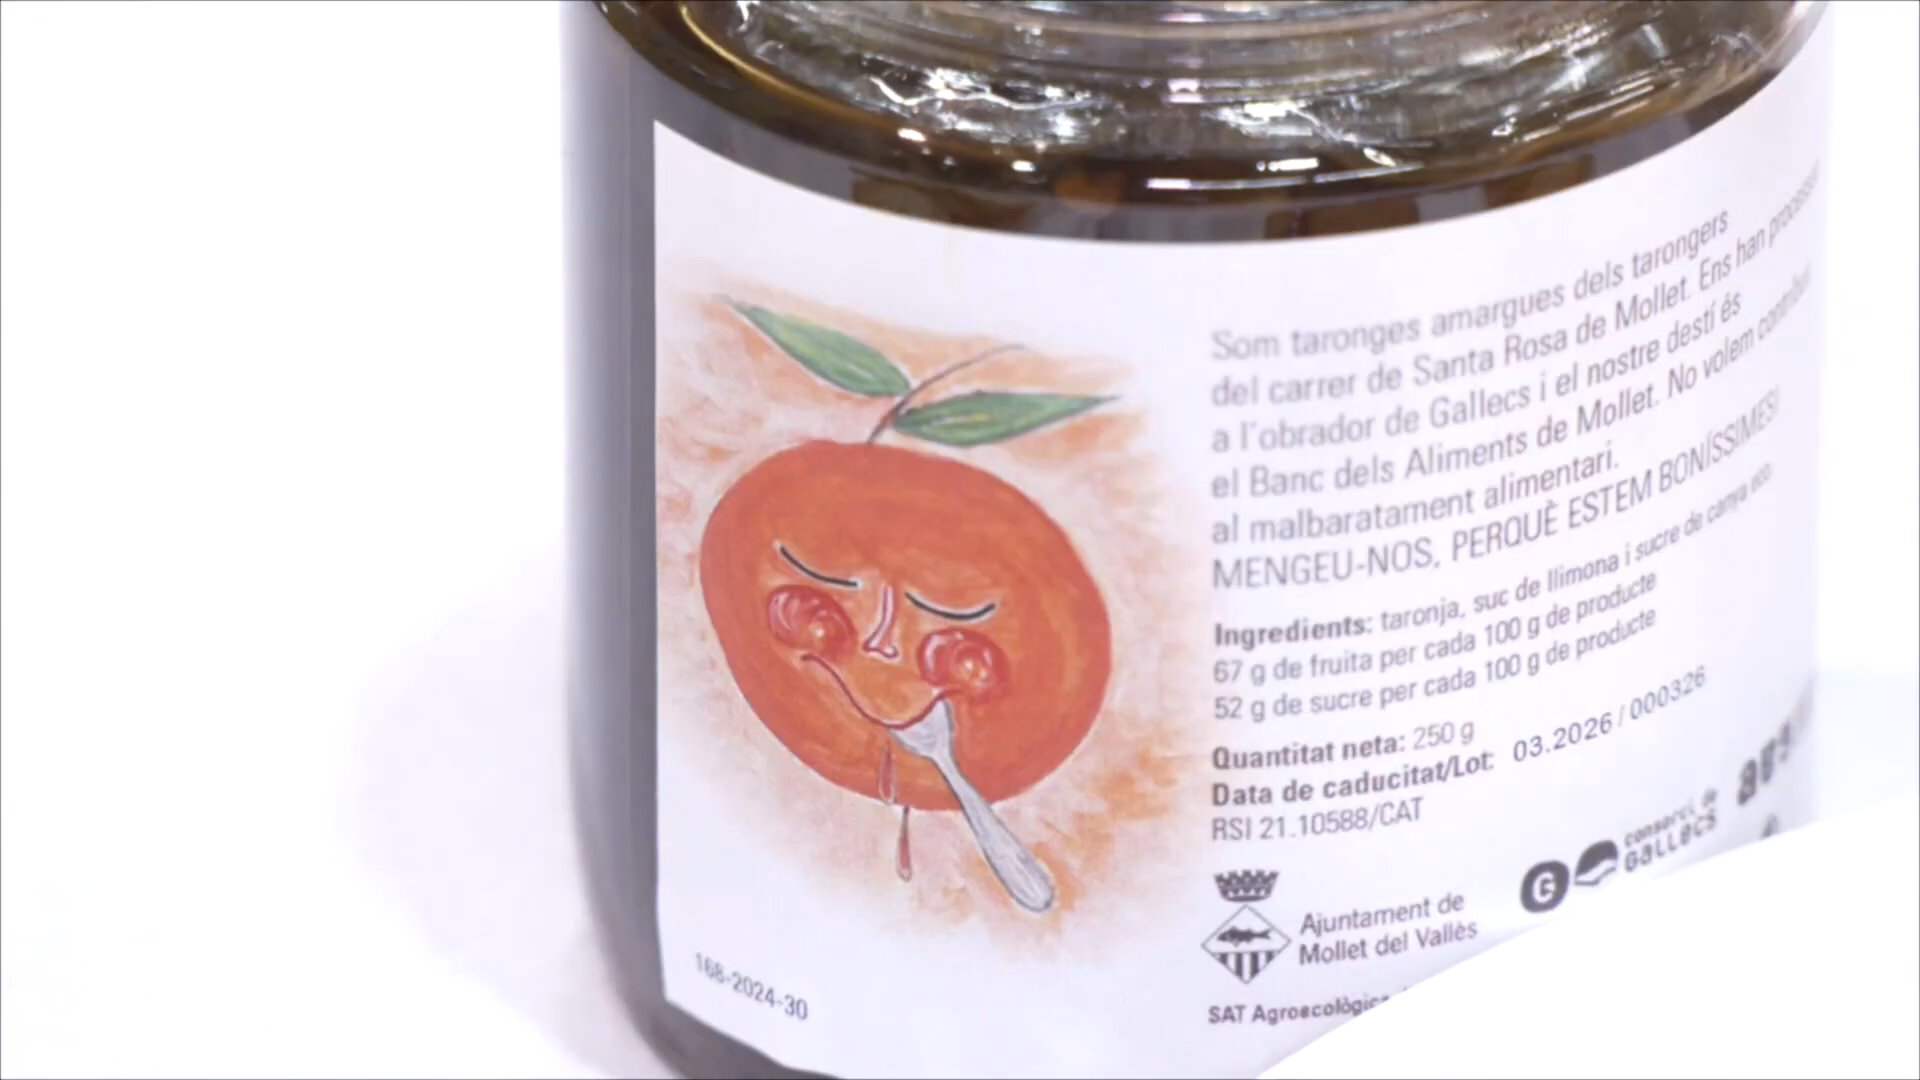 Som taronges amargues dels tarongers
del carrer de Santa Rosa de Mollet. Ens han processat
a l'obrador de Gallecs i el nostre destí és
el Banc dels Aliments de Mollet. No volem contribuir
al malbaratament alimentari.
MENGEU-NOS, PERQUÈ ESTEM BONÍSSIMES!
Ingredients: taronja, suc de llimona i sucre de canya eco
67 g de fruita per cada 100 g de producte
52 g de sucre per cada 100 g de producte
Quantitat neta: 250 g
Data de caducitat/Lot: 03.2026 / 000326
RSI 21.10588/CAT
Ajuntament de
Mollet del Vallès
G
consorci de
Gallecs
SAT Agroecològica
168-2024-30